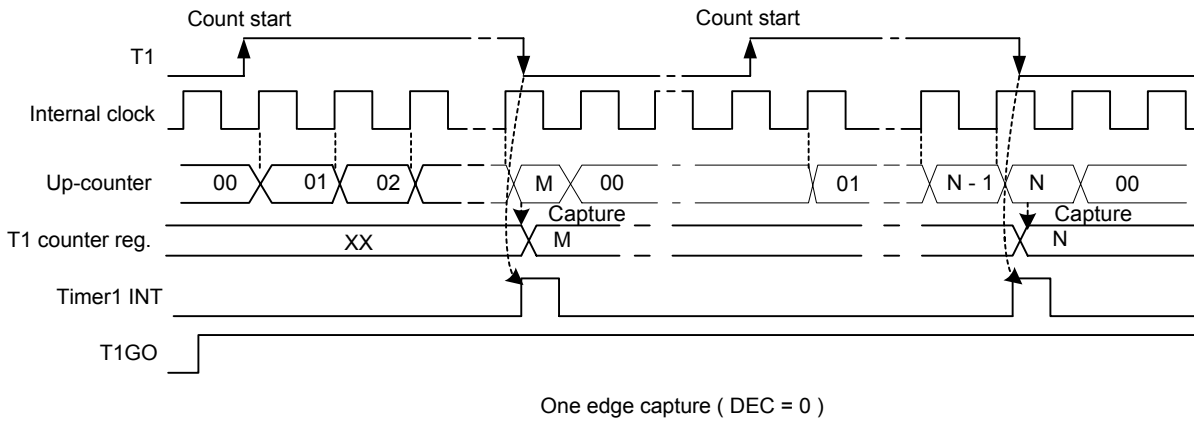 Count start Count start
T1
Internal clock
Up-counter 00 01 02 M 00 01 N - 1 N 00
Capture Capture
T1 counter reg. XX M N
Timer1 INT
T1GO
One edge capture ( DEC = 0 )